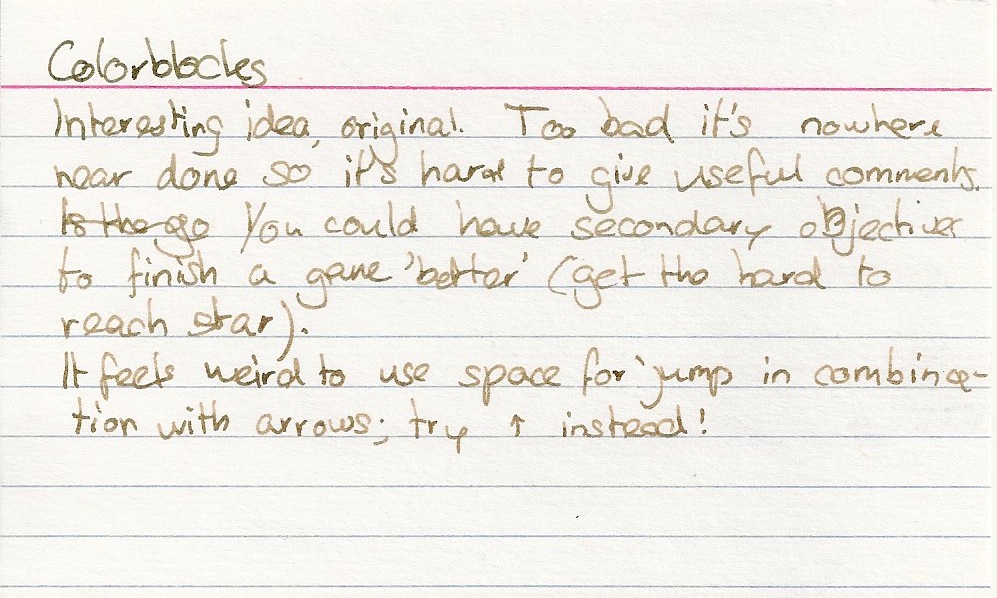 Colorblocks
Interesting idea, original. Too bad it's nowhere
near done so it's hard to give useful comments.
Is the go You could have secondary objectives
to finish a game 'better' (get the hard to
reach star).
It feels weird to use space for jump in combina-
tion with arrows; try ↑ instead!